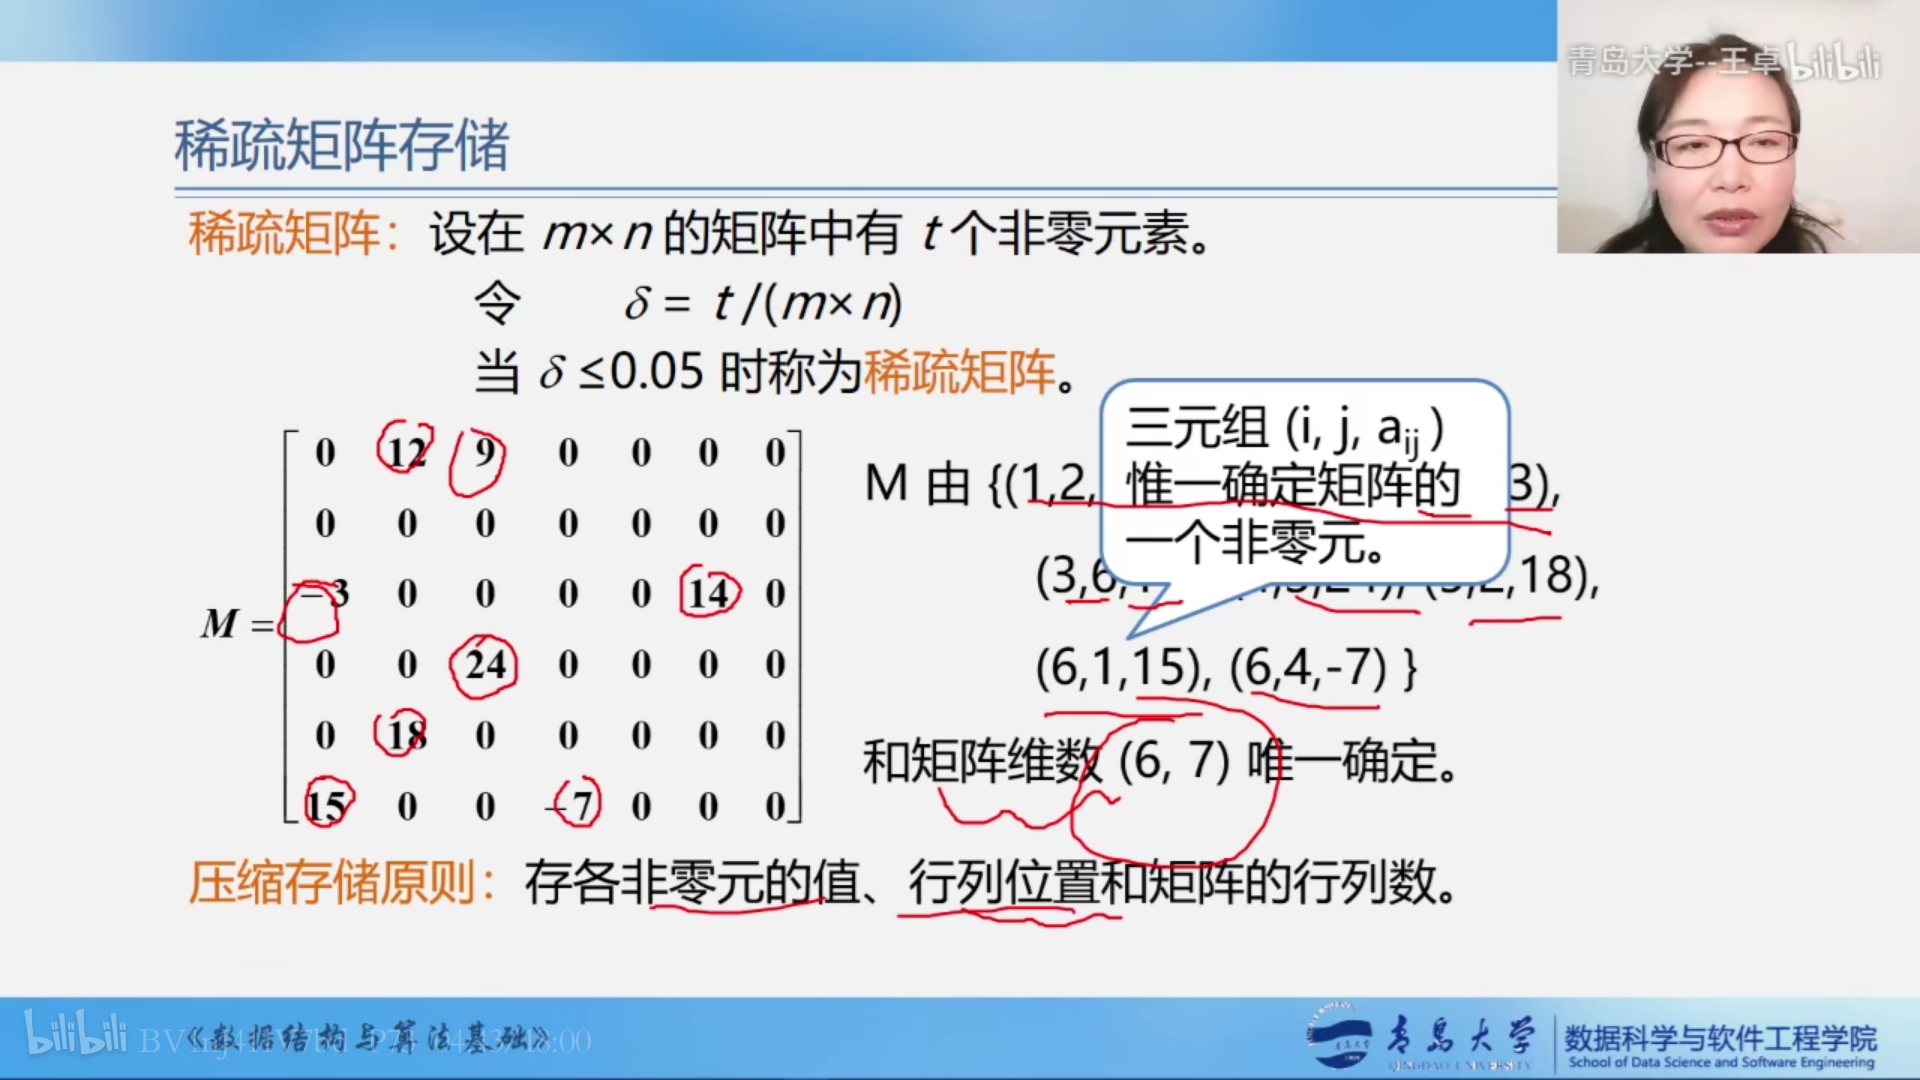 青岛大学--王卓 bilibili
稀疏矩阵存储
稀疏矩阵：设在 m×n 的矩阵中有 t 个非零元素。
令 δ = t /(m×n)
当 δ ≤0.05 时称为稀疏矩阵。
三元组 (i, j, aij )
惟一确定矩阵的
一个非零元。
M =
0 12 9 0 0 0 0
0 0 0 0 0 0 0
−3 0 0 0 0 14 0
0 0 24 0 0 0 0
0 18 0 0 0 0 0
15 0 0 −7 0 0 0
M 由 {(1,2, 3),
(3,6, (5,2,18),
(6,1,15), (6,4,-7) }
和矩阵维数 (6, 7) 唯一确定。
压缩存储原则：存各非零元的值、行列位置和矩阵的行列数。
bilibili
《数据结构与算法基础》
青岛大学
QINGDAO UNIVERSITY
数据科学与软件工程学院
School of Data Science and Software Engineering